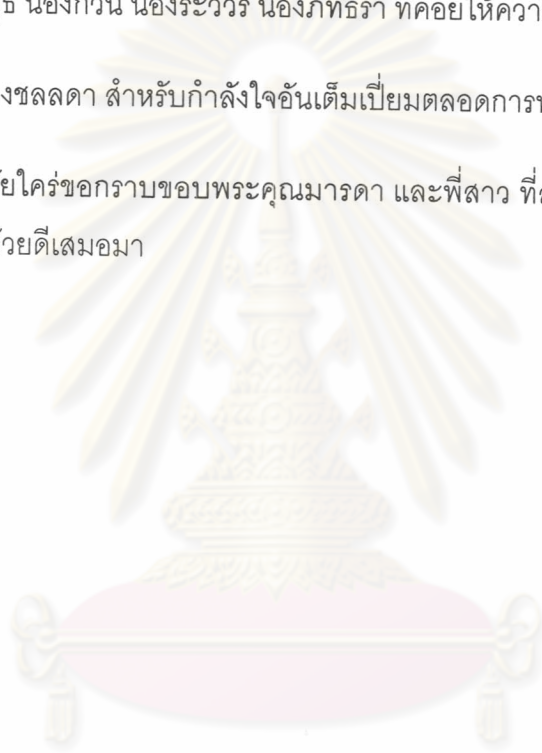 น้องกวิน น้องระวิวร น้องภัทธิรา ที่คอยให้ควา
งชลลดา สำหรับกำลังใจอันเต็มเปี่ยมตลอดการ
ัยใคร่ขอกราบขอบพระคุณมารดา และพี่สาว ที่
้วยดีเสมอมา